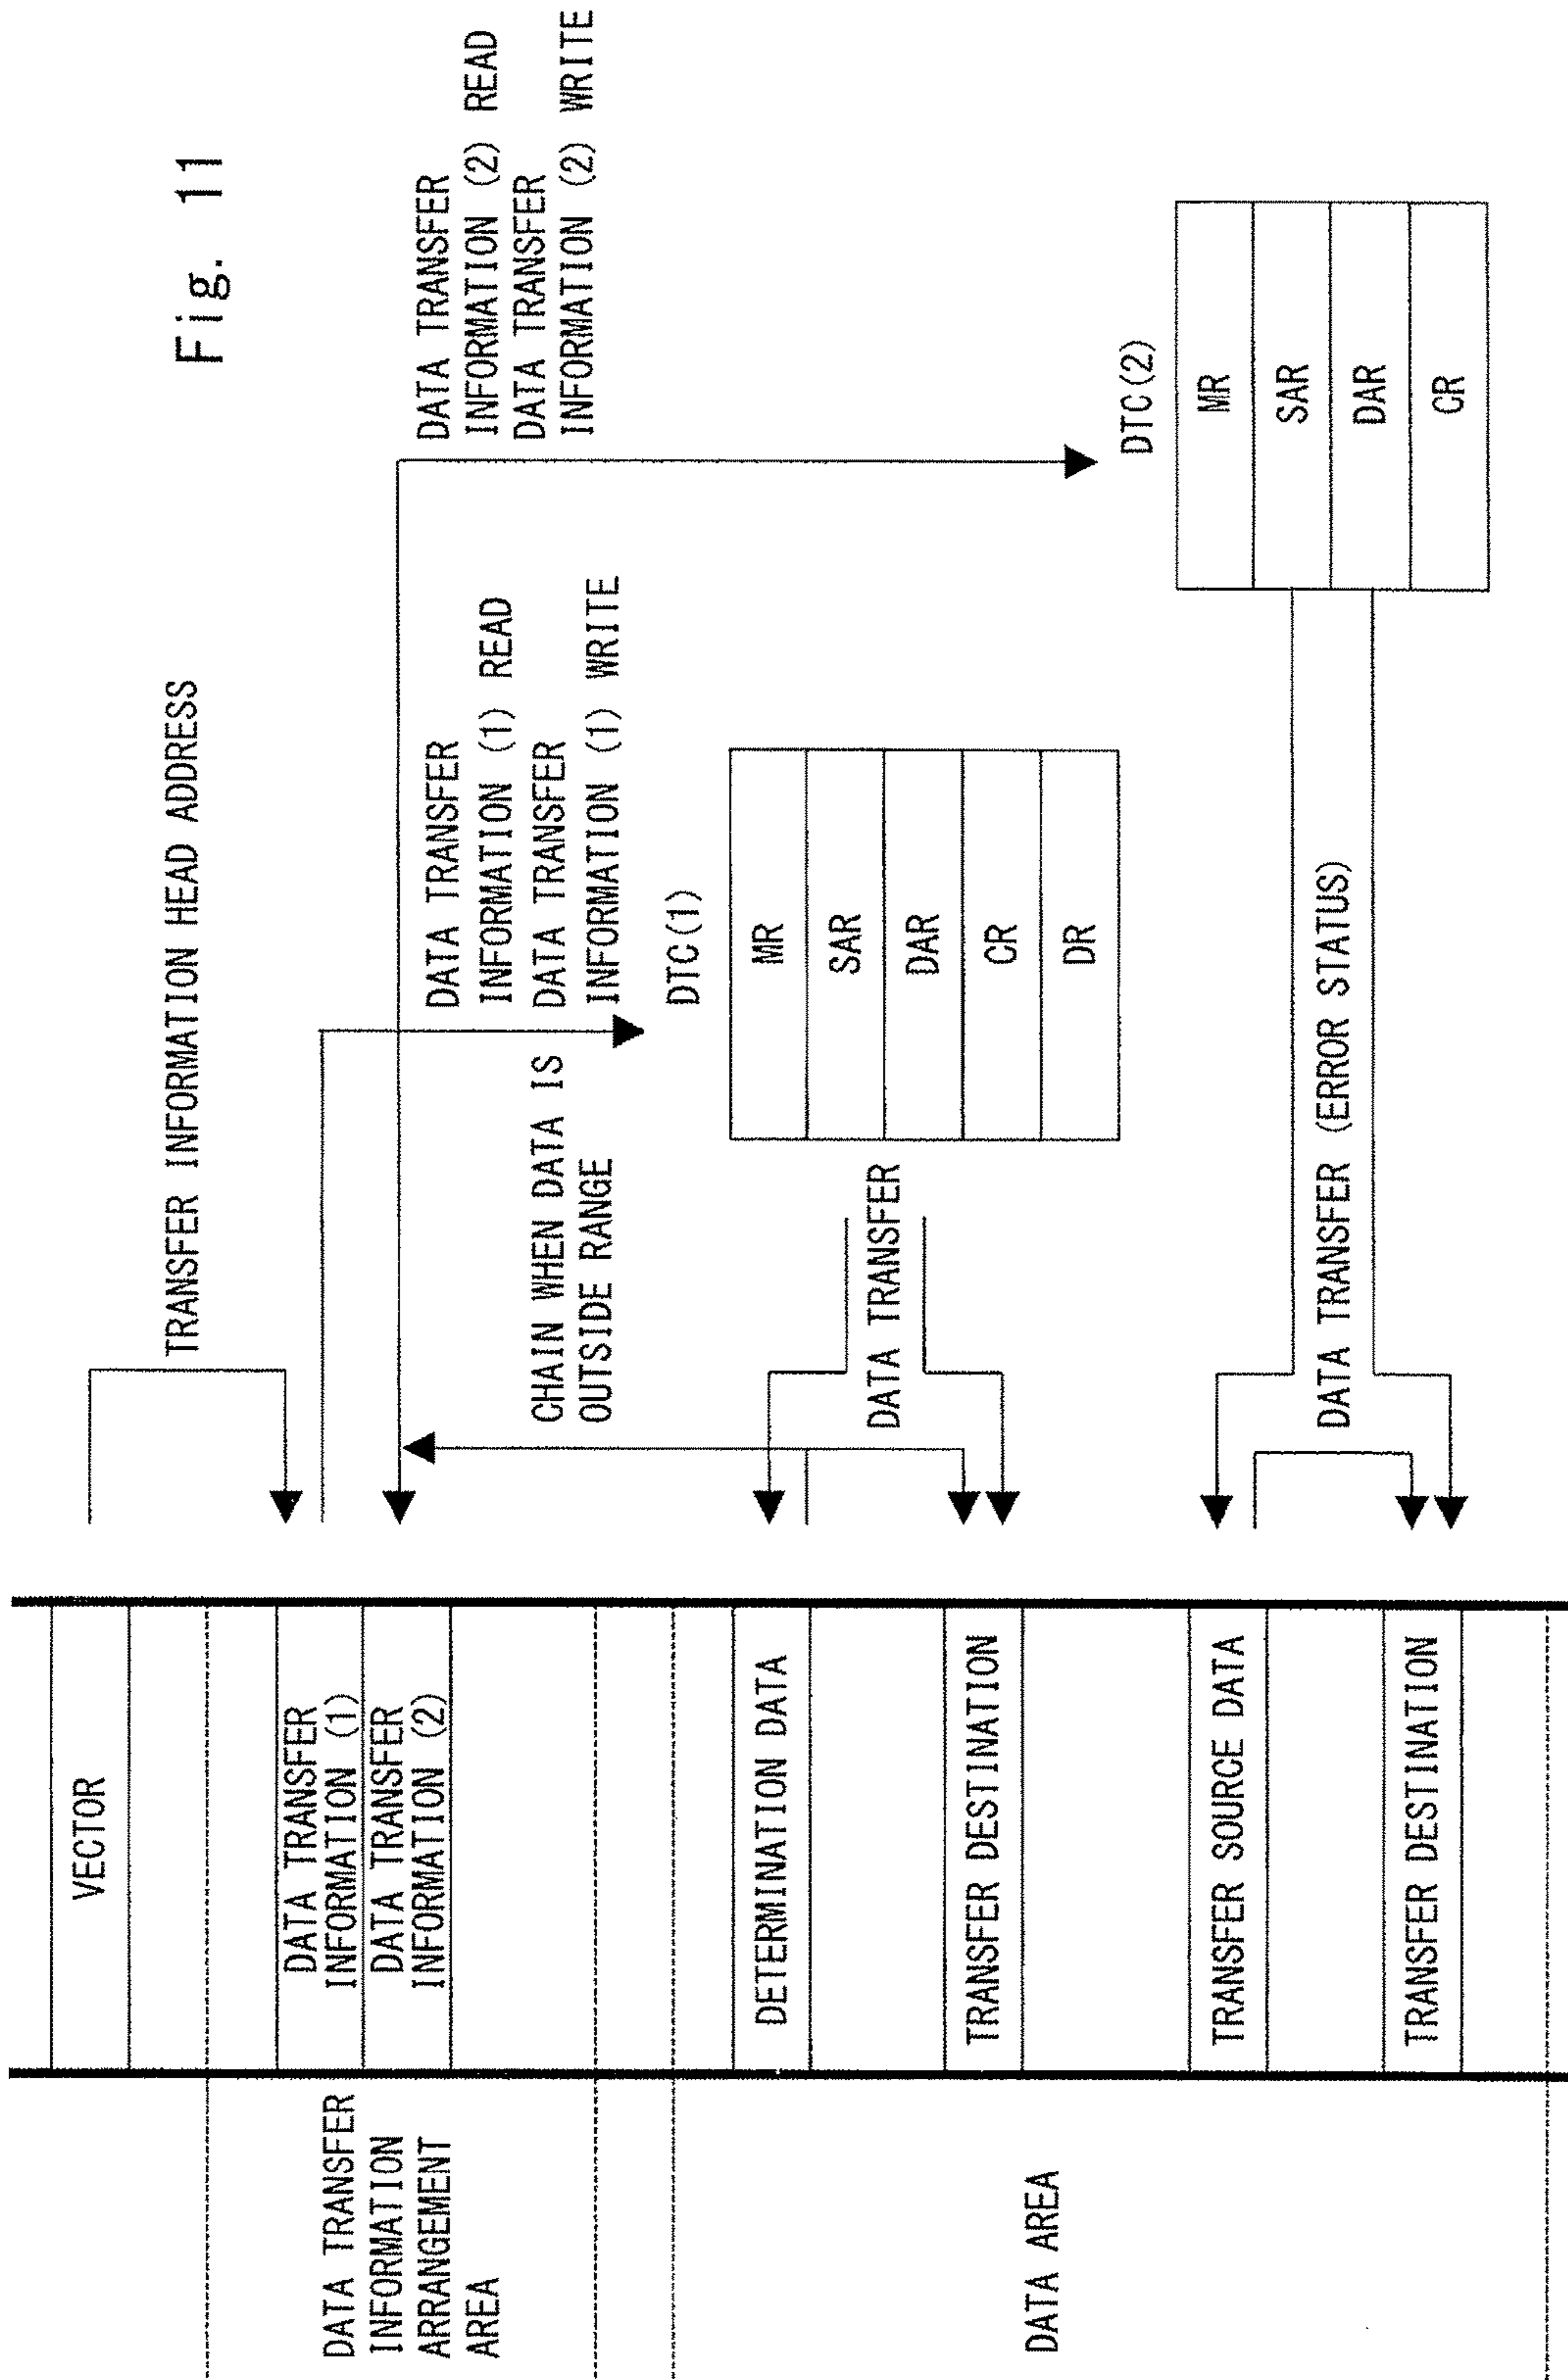 Fig. 11
TRANSFER INFORMATION HEAD ADDRESS
VECTOR
DATA TRANSFER
INFORMATION
ARRANGEMENT
AREA
DATA TRANSFER
INFORMATION (1)
DATA TRANSFER
INFORMATION (2)
DATA TRANSFER
INFORMATION (1) READ
DATA TRANSFER
INFORMATION (1) WRITE
DATA TRANSFER
INFORMATION (2) READ
DATA TRANSFER
INFORMATION (2) WRITE
CHAIN WHEN DATA IS
OUTSIDE RANGE
DTC(1)
MR
SAR
DAR
CR
DR
DATA AREA
DETERMINATION DATA
TRANSFER DESTINATION
DATA TRANSFER
DTC(2)
MR
SAR
DAR
CR
TRANSFER SOURCE DATA
TRANSFER DESTINATION
DATA TRANSFER (ERROR STATUS)